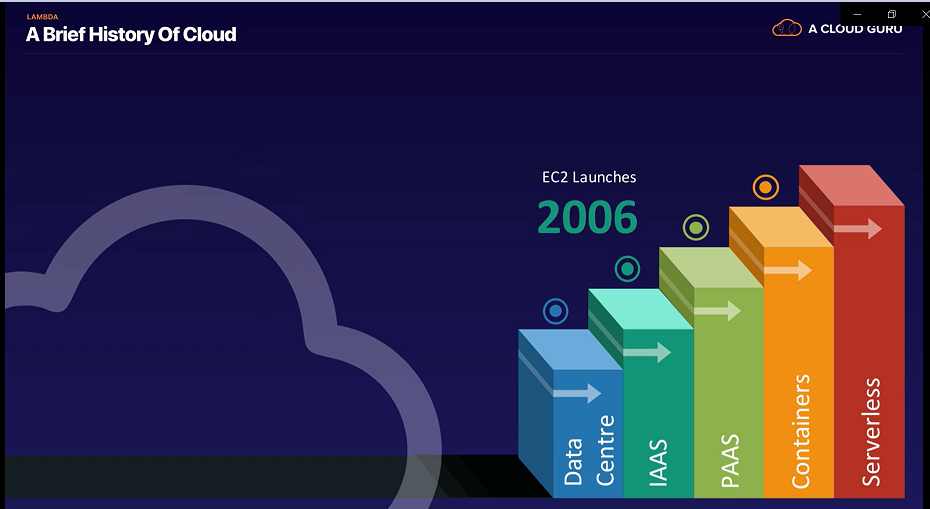 LAMBDA
A Brief History Of Cloud
A CLOUD GURU
EC2 Launches
2006
Data
Centre
IAAS
PAAS
Containers
Serverless